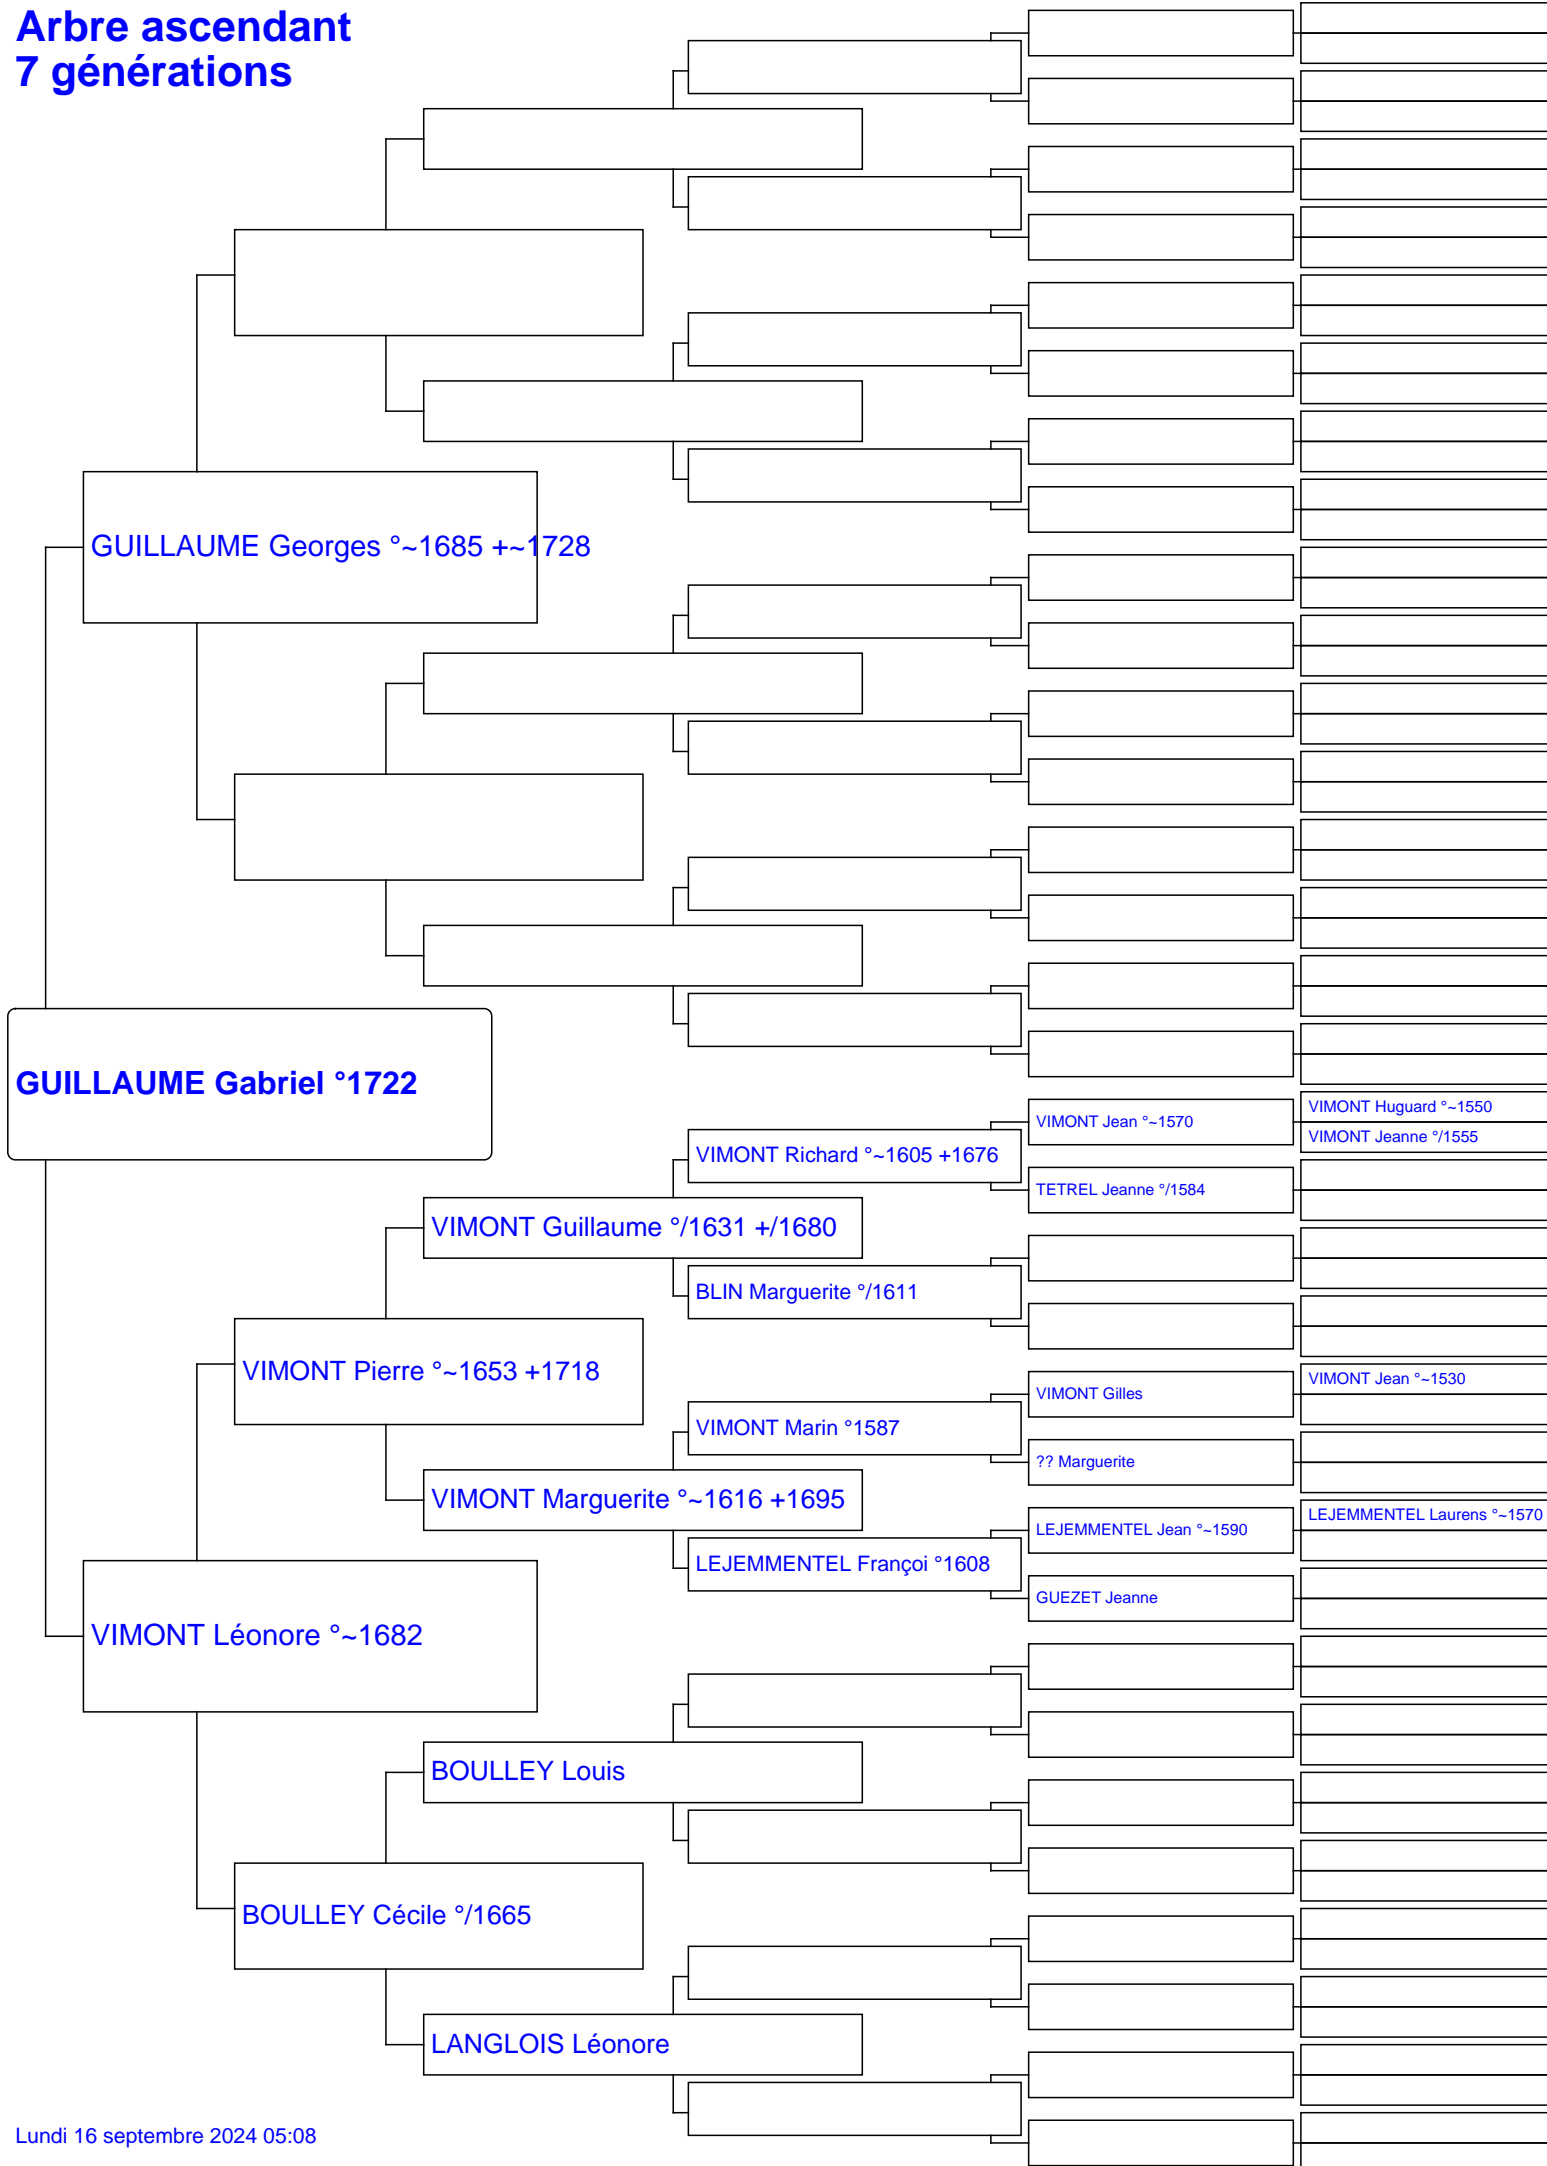 Arbre ascendant
7 générations
GUILLAUME Georges °~1685 +~1728
GUILLAUME Gabriel °1722
VIMONT Huguard °~1550
VIMONT Jean °~1570
VIMONT Jeanne °/1555
VIMONT Richard °~1605 +1676
TETREL Jeanne °/1584
VIMONT Guillaume °/1631 +/1680
BLIN Marguerite °/1611
VIMONT Pierre °~1653 +1718
VIMONT Jean °~1530
VIMONT Gilles
VIMONT Marin °1587
?? Marguerite
VIMONT Marguerite °~1616 +1695
LEJEMMENTEL Laurens °~1570
LEJEMMENTEL Jean °~1590
LEJEMMENTEL Françoi °1608
GUEZET Jeanne
VIMONT Léonore °~1682
BOULLEY Louis
BOULLEY Cécile °/1665
LANGLOIS Léonore
Lundi 16 septembre 2024 05:08